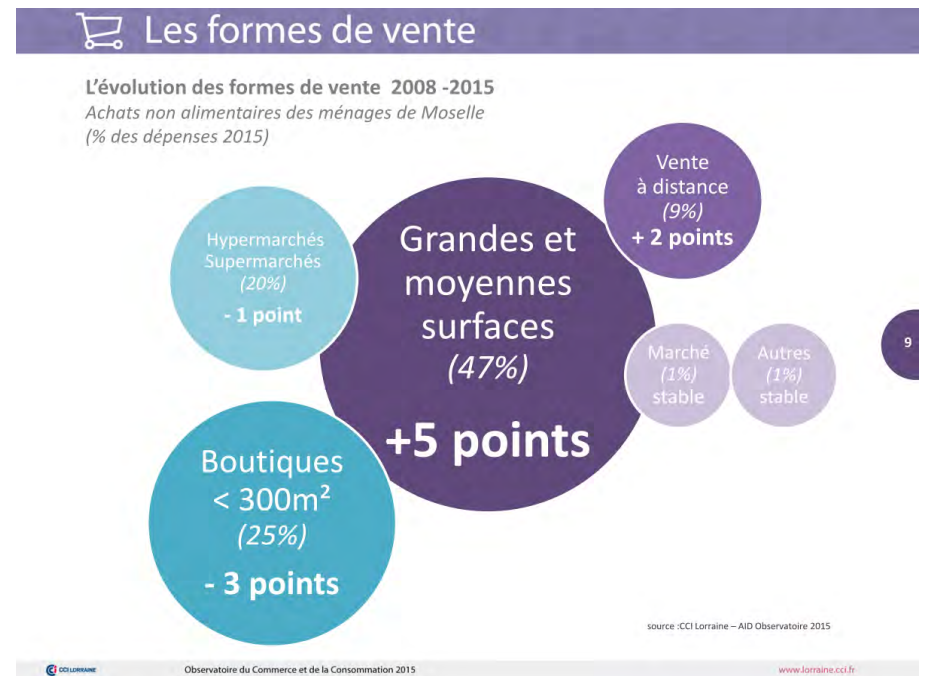 Les formes de vente
L'évolution des formes de vente 2008 -2015
Achats non alimentaires des ménages de Moselle
(% des dépenses 2015)
Vente
à distance
(9%)
+ 2 points
Hypermarchés
Supermarchés
(20%)
- 1 point
Grandes et
moyennes
surfaces
(47%)
+5 points
Marché
(1%)
stable
Autres
(1%)
stable
9
Boutiques
< 300m²
(25%)
- 3 points
source :CCI Lorraine – AID Observatoire 2015
CCI LORRAINE
Observatoire du Commerce et de la Consommation 2015
www.lorraine.cci.fr